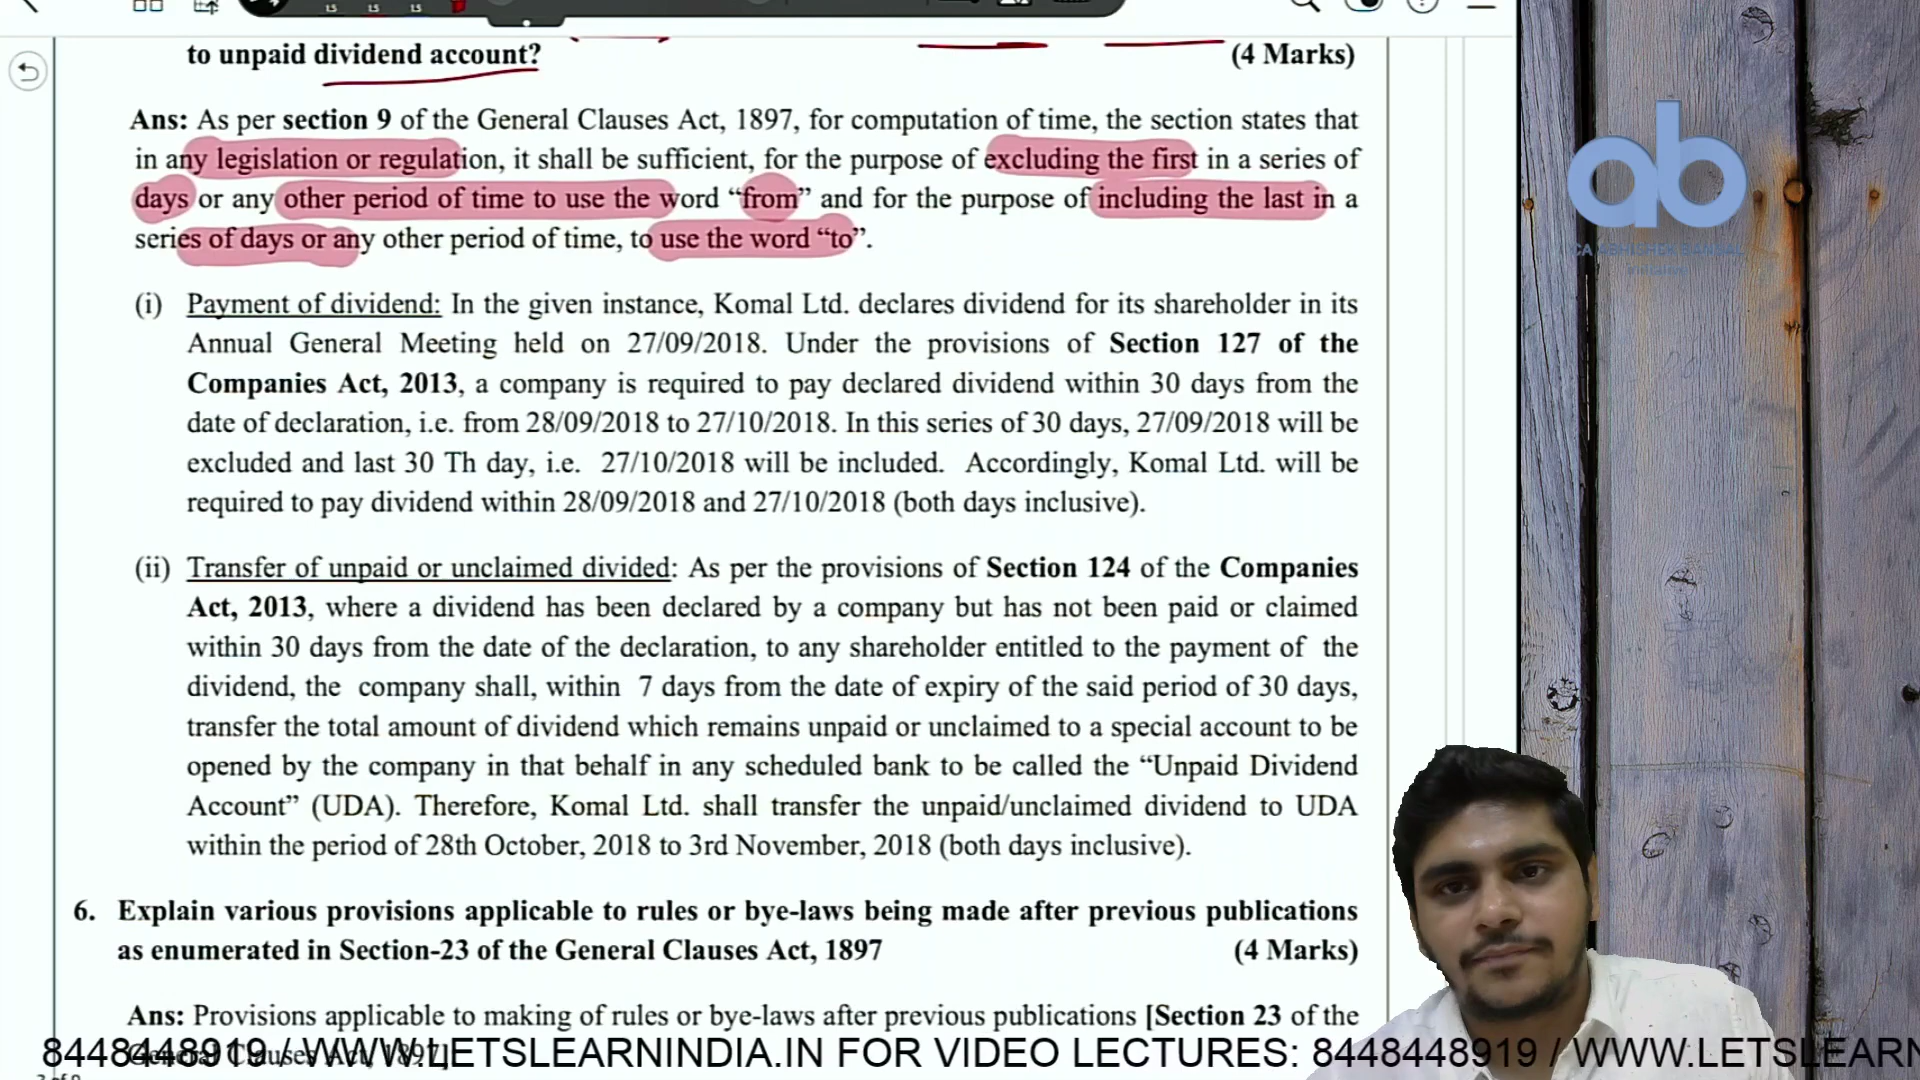 to unpaid dividend account? (4 Marks)
Ans: As per section 9 of the General Clauses Act, 1897, for computation of time, the section states that
in any legislation or regulation, it shall be sufficient, for the purpose of excluding the first in a series of
days or any other period of time to use the word “from” and for the purpose of including the last in a
series of days or any other period of time, to use the word “to”.
(i) Payment of dividend: In the given instance, Komal Ltd. declares dividend for its shareholder in its
Annual General Meeting held on 27/09/2018. Under the provisions of Section 127 of the
Companies Act, 2013, a company is required to pay declared dividend within 30 days from the
date of declaration, i.e. from 28/09/2018 to 27/10/2018. In this series of 30 days, 27/09/2018 will be
excluded and last 30 Th day, i.e. 27/10/2018 will be included. Accordingly, Komal Ltd. will be
required to pay dividend within 28/09/2018 and 27/10/2018 (both days inclusive).
(ii) Transfer of unpaid or unclaimed divided: As per the provisions of Section 124 of the Companies
Act, 2013, where a dividend has been declared by a company but has not been paid or claimed
within 30 days from the date of the declaration, to any shareholder entitled to the payment of the
dividend, the company shall, within 7 days from the date of expiry of the said period of 30 days,
transfer the total amount of dividend which remains unpaid or unclaimed to a special account to be
opened by the company in that behalf in any scheduled bank to be called the “Unpaid Dividend
Account” (UDA). Therefore, Komal Ltd. shall transfer the unpaid/unclaimed dividend to UDA
within the period of 28th October, 2018 to 3rd November, 2018 (both days inclusive).
6. Explain various provisions applicable to rules or bye-laws being made after previous publications
as enumerated in Section-23 of the General Clauses Act, 1897 (4 Marks)
Ans: Provisions applicable to making of rules or bye-laws after previous publications [Section 23 of the
General Clauses Act, 1897]
8448448919 / WWW.LETSLEARNINDIA.IN FOR VIDEO LECTURES: 8448448919 / WWW.LETSLEARN
ab
1.5 1.5 1.5